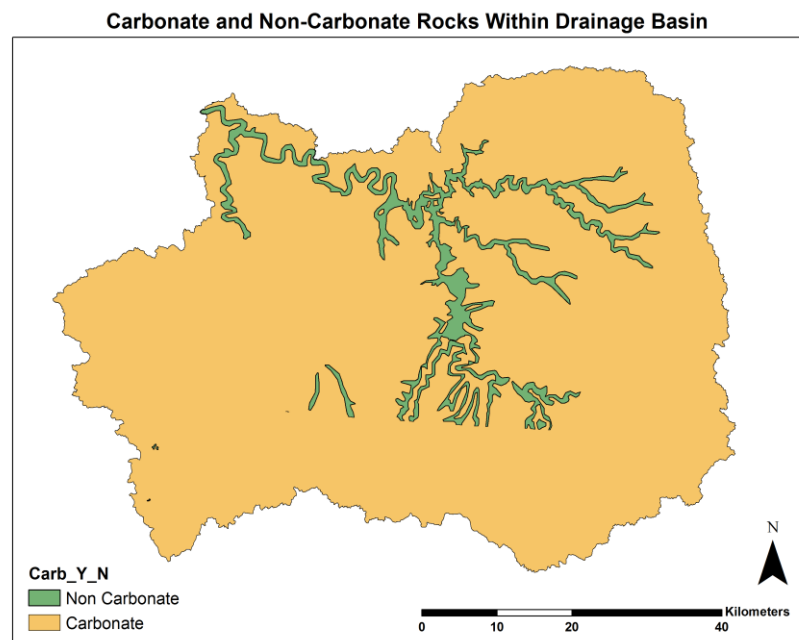 Carbonate and Non-Carbonate Rocks Within Drainage Basin
N
Carb_Y_N
Non Carbonate
Carbonate
Kilometers
0 10 20 40